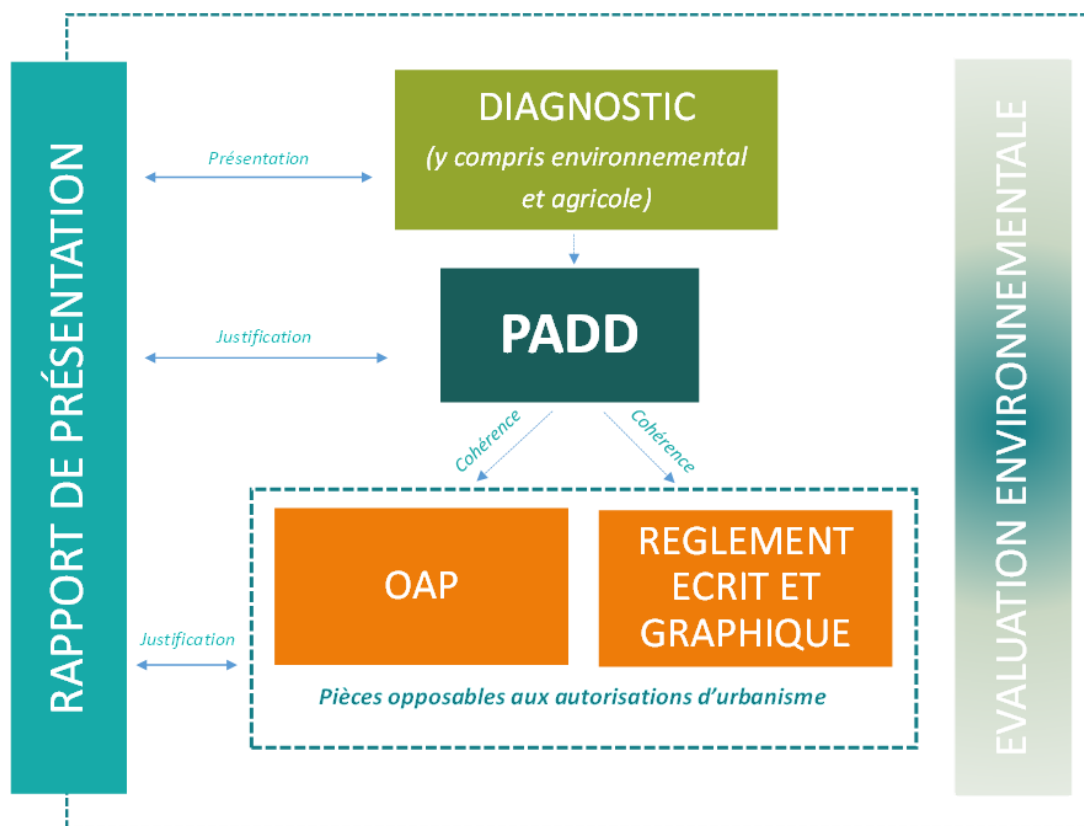 RAPPORT DE PRÉSENTATION
DIAGNOSTIC
(y compris environnemental
et agricole)
Présentation
PADD
Justification
Cohérence
Cohérence
OAP
REGLEMENT
ECRIT ET
GRAPHIQUE
Justification
Pièces opposables aux autorisations d’urbanisme
EVALUATION ENVIRONNEMENTALE